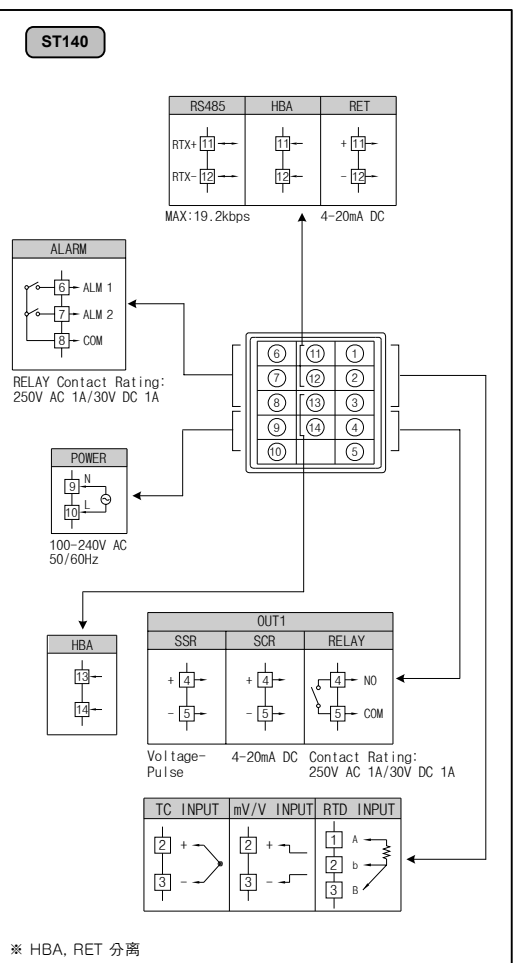 ST140
RS485 HBA RET
RTX+ 11 11 + 11
RTX- 12 12 - 12
MAX:19.2kbps 4-20mA DC
ALARM
6 ALM 1
7 ALM 2
8 COM
RELAY Contact Rating:
250V AC 1A/30V DC 1A
6 11 1
7 12 2
8 13 3
9 14 4
10 5
POWER
9 N
10 L
100-240V AC
50/60Hz
HBA
13
14
OUT1
SSR SCR RELAY
+ 4 + 4 4 NO
- 5 - 5 5 COM
Voltage- 4-20mA DC Contact Rating:
Pulse 250V AC 1A/30V DC 1A
TC INPUT mV/V INPUT RTD INPUT
1 A
2 + 2 + 2 b
3 - 3 - 3 B
※ HBA, RET 分离